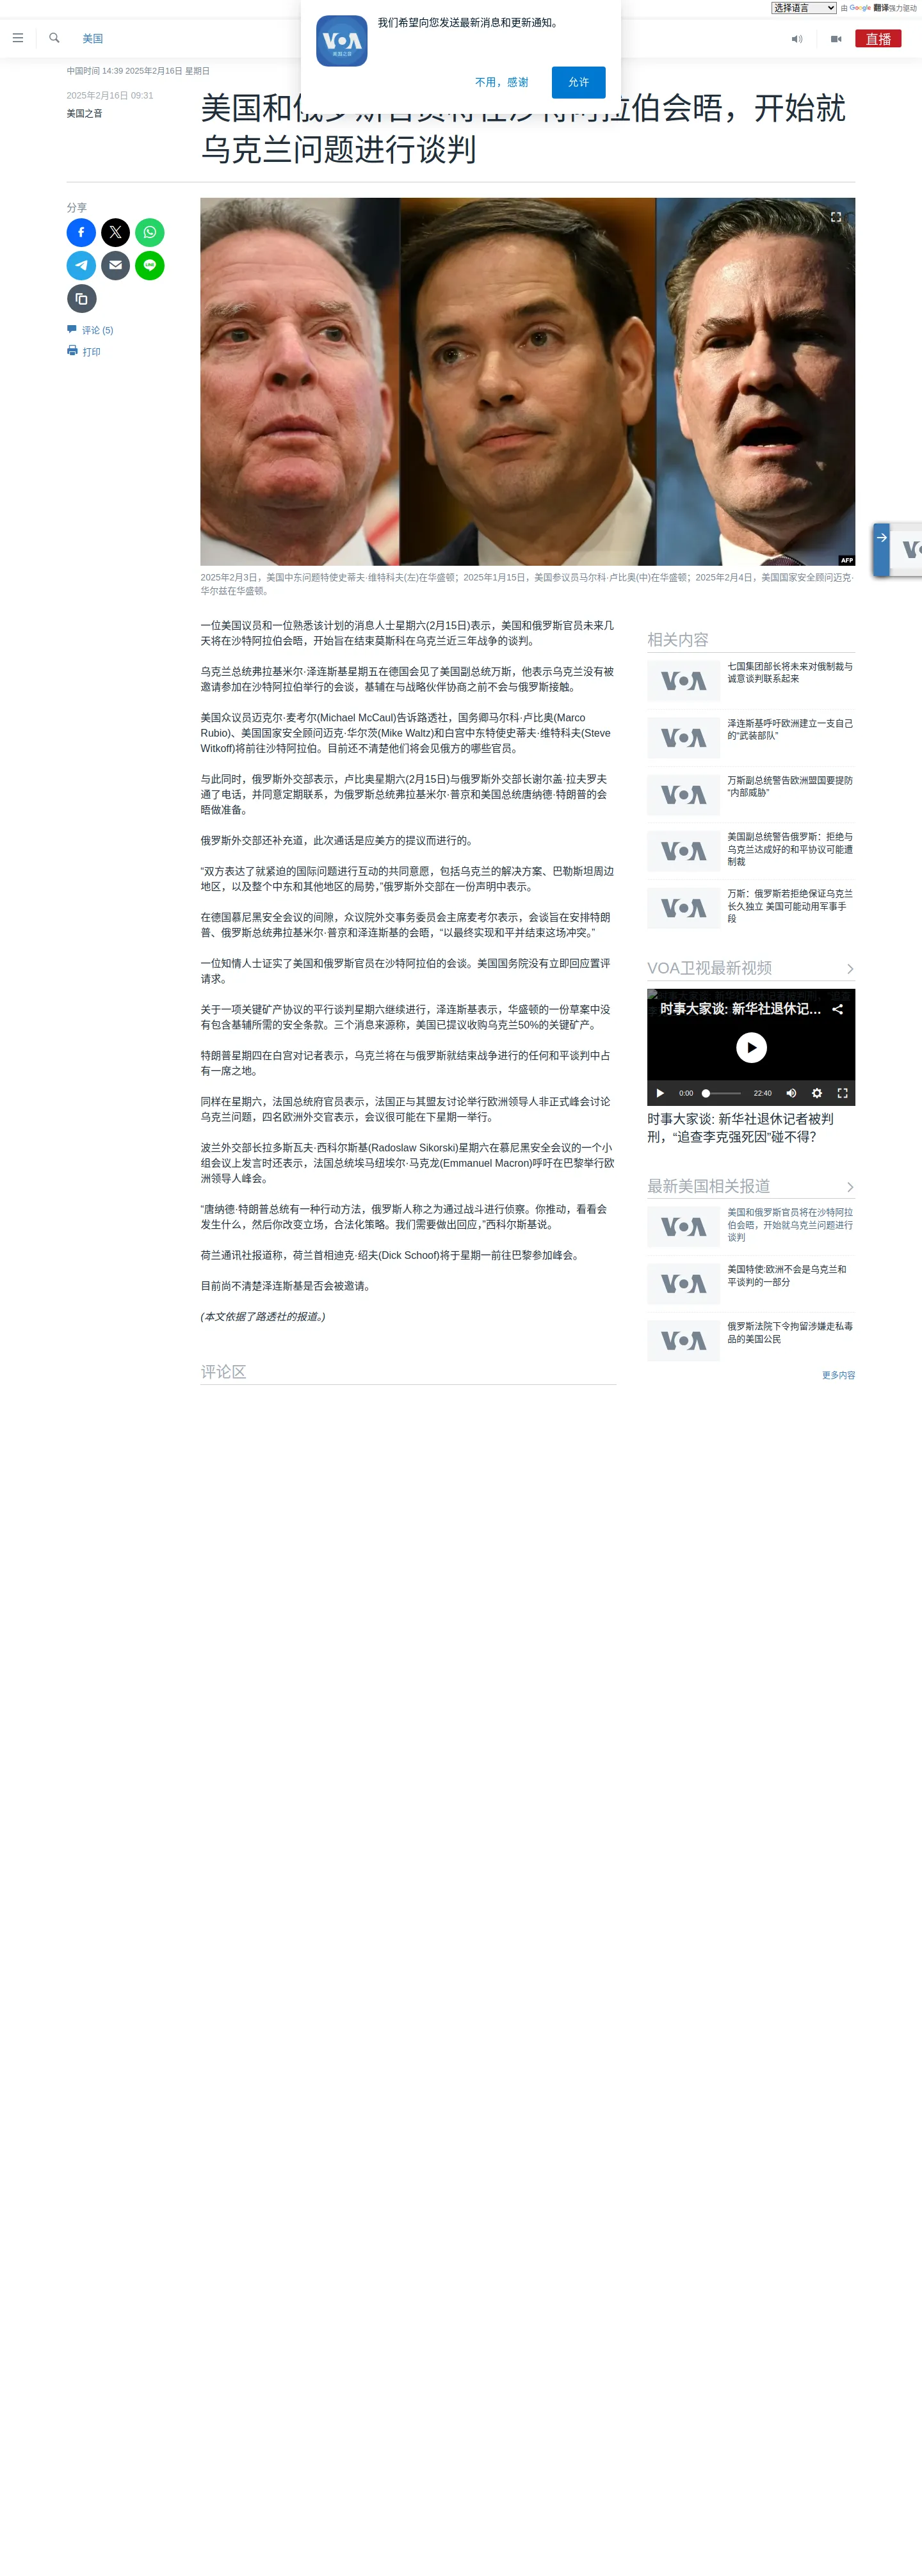 选择语言 由 Google 翻译强力驱动
我们希望向您发送最新消息和更新通知。
VOA
美国之音
不用，感谢
允许
美国
直播
中国时间 14:39 2025年2月16日 星期日
2025年2月16日 09:31
美国之音
美国和俄罗斯官员将在沙特阿拉伯会晤，开始就
乌克兰问题进行谈判
分享
LINE
评论 (5)
打印
AFP
2025年2月3日，美国中东问题特使史蒂夫·维特科夫(左)在华盛顿；2025年1月15日，美国参议员马尔科·卢比奥(中)在华盛顿；2025年2月4日，美国国家安全顾问迈克·
华尔兹在华盛顿。
一位美国议员和一位熟悉该计划的消息人士星期六(2月15日)表示，美国和俄罗斯官员未来几
天将在沙特阿拉伯会晤，开始旨在结束莫斯科在乌克兰近三年战争的谈判。
乌克兰总统弗拉基米尔·泽连斯基星期五在德国会见了美国副总统万斯，他表示乌克兰没有被
邀请参加在沙特阿拉伯举行的会谈，基辅在与战略伙伴协商之前不会与俄罗斯接触。
美国众议员迈克尔·麦考尔(Michael McCaul)告诉路透社，国务卿马尔科·卢比奥(Marco
Rubio)、美国国家安全顾问迈克·华尔茨(Mike Waltz)和白宫中东特使史蒂夫·维特科夫(Steve
Witkoff)将前往沙特阿拉伯。目前还不清楚他们将会见俄方的哪些官员。
与此同时，俄罗斯外交部表示，卢比奥星期六(2月15日)与俄罗斯外交部长谢尔盖·拉夫罗夫
通了电话，并同意定期联系，为俄罗斯总统弗拉基米尔·普京和美国总统唐纳德·特朗普的会
晤做准备。
俄罗斯外交部还补充道，此次通话是应美方的提议而进行的。
“双方表达了就紧迫的国际问题进行互动的共同意愿，包括乌克兰的解决方案、巴勒斯坦周边
地区，以及整个中东和其他地区的局势，”俄罗斯外交部在一份声明中表示。
在德国慕尼黑安全会议的间隙，众议院外交事务委员会主席麦考尔表示，会谈旨在安排特朗
普、俄罗斯总统弗拉基米尔·普京和泽连斯基的会晤，“以最终实现和平并结束这场冲突。”
一位知情人士证实了美国和俄罗斯官员在沙特阿拉伯的会谈。美国国务院没有立即回应置评
请求。
关于一项关键矿产协议的平行谈判星期六继续进行，泽连斯基表示，华盛顿的一份草案中没
有包含基辅所需的安全条款。三个消息来源称，美国已提议收购乌克兰50%的关键矿产。
特朗普星期四在白宫对记者表示，乌克兰将在与俄罗斯就结束战争进行的任何和平谈判中占
有一席之地。
同样在星期六，法国总统府官员表示，法国正与其盟友讨论举行欧洲领导人非正式峰会讨论
乌克兰问题，四名欧洲外交官表示，会议很可能在下星期一举行。
波兰外交部长拉多斯瓦夫·西科尔斯基(Radoslaw Sikorski)星期六在慕尼黑安全会议的一个小
组会议上发言时还表示，法国总统埃马纽埃尔·马克龙(Emmanuel Macron)呼吁在巴黎举行欧
洲领导人峰会。
“唐纳德·特朗普总统有一种行动方法，俄罗斯人称之为通过战斗进行侦察。你推动，看看会
发生什么，然后你改变立场，合法化策略。我们需要做出回应，”西科尔斯基说。
荷兰通讯社报道称，荷兰首相迪克·绍夫(Dick Schoof)将于星期一前往巴黎参加峰会。
目前尚不清楚泽连斯基是否会被邀请。
(本文依据了路透社的报道。)
评论区
相关内容
VOA
七国集团部长将未来对俄制裁与
诚意谈判联系起来
VOA
泽连斯基呼吁欧洲建立一支自己
的“武装部队”
VOA
万斯副总统警告欧洲盟国要提防
“内部威胁”
VOA
美国副总统警告俄罗斯：拒绝与
乌克兰达成好的和平协议可能遭
制裁
VOA
万斯：俄罗斯若拒绝保证乌克兰
长久独立 美国可能动用军事手
段
VOA卫视最新视频
时事大家谈: 新华社退休记…
0:00
22:40
时事大家谈: 新华社退休记者被判
刑，“追查李克强死因”碰不得？
最新美国相关报道
VOA
美国和俄罗斯官员将在沙特阿拉
伯会晤，开始就乌克兰问题进行
谈判
VOA
美国特使:欧洲不会是乌克兰和
平谈判的一部分
VOA
俄罗斯法院下令拘留涉嫌走私毒
品的美国公民
更多内容